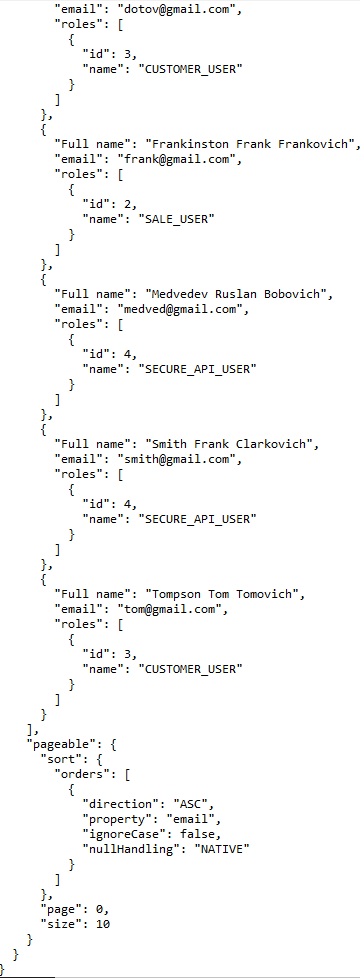 "email": "dotov@gmail.com",
"roles": [
{
"id": 3,
"name": "CUSTOMER_USER"
}
]
},
{
"Full name": "Frankinston Frank Frankovich",
"email": "frank@gmail.com",
"roles": [
{
"id": 2,
"name": "SALE_USER"
}
]
},
{
"Full name": "Medvedev Ruslan Bobovich",
"email": "medved@gmail.com",
"roles": [
{
"id": 4,
"name": "SECURE_API_USER"
}
]
},
{
"Full name": "Smith Frank Clarkovich",
"email": "smith@gmail.com",
"roles": [
{
"id": 4,
"name": "SECURE_API_USER"
}
]
},
{
"Full name": "Tompson Tom Tomovich",
"email": "tom@gmail.com",
"roles": [
{
"id": 3,
"name": "CUSTOMER_USER"
}
]
}
],
"pageable": {
"sort": {
"orders": [
{
"direction": "ASC",
"property": "email",
"ignoreCase": false,
"nullHandling": "NATIVE"
}
]
},
"page": 0,
"size": 10
}
}
}